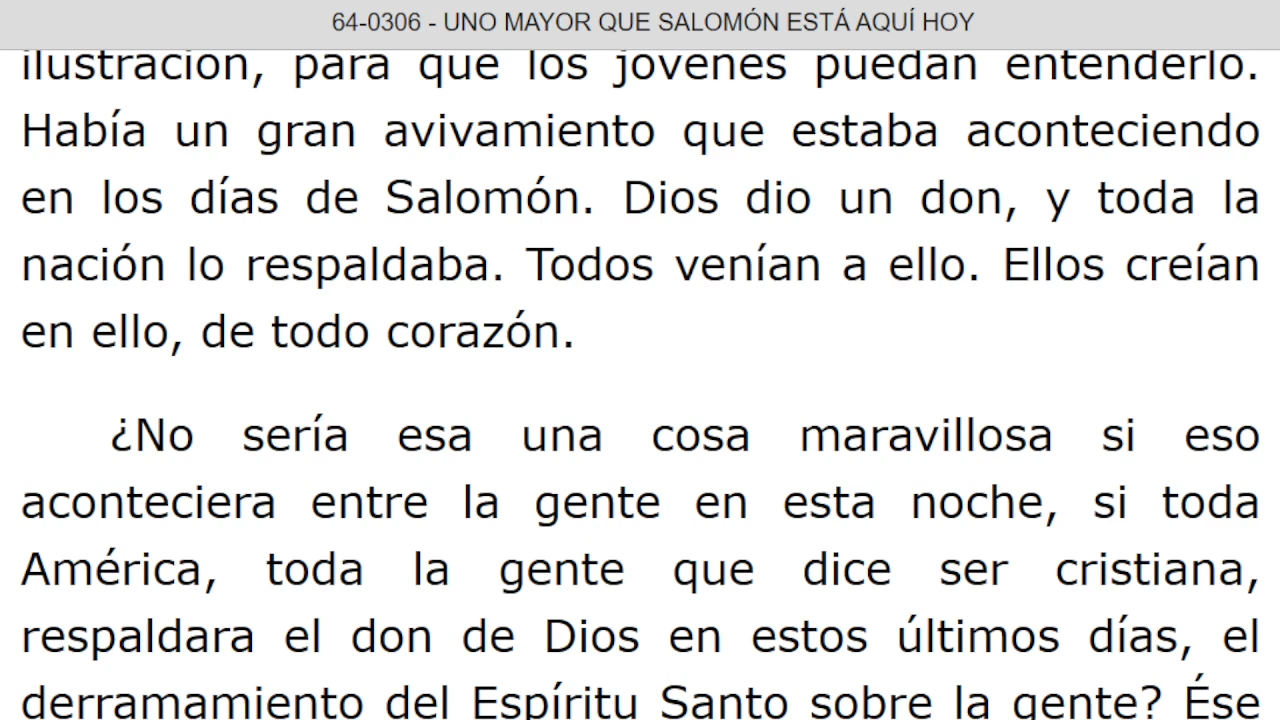 64-0306 - UNO MAYOR QUE SALOMÓN ESTÁ AQUÍ HOY
ilustración, para que los jóvenes puedan entenderlo.
Había un gran avivamiento que estaba aconteciendo
en los días de Salomón. Dios dio un don, y toda la
nación lo respaldaba. Todos venían a ello. Ellos creían
en ello, de todo corazón.
¿No sería esa una cosa maravillosa si eso
aconteciera entre la gente en esta noche, si toda
América, toda la gente que dice ser cristiana,
respaldara el don de Dios en estos últimos días, el
derramamiento del Espíritu Santo sobre la gente? Ése